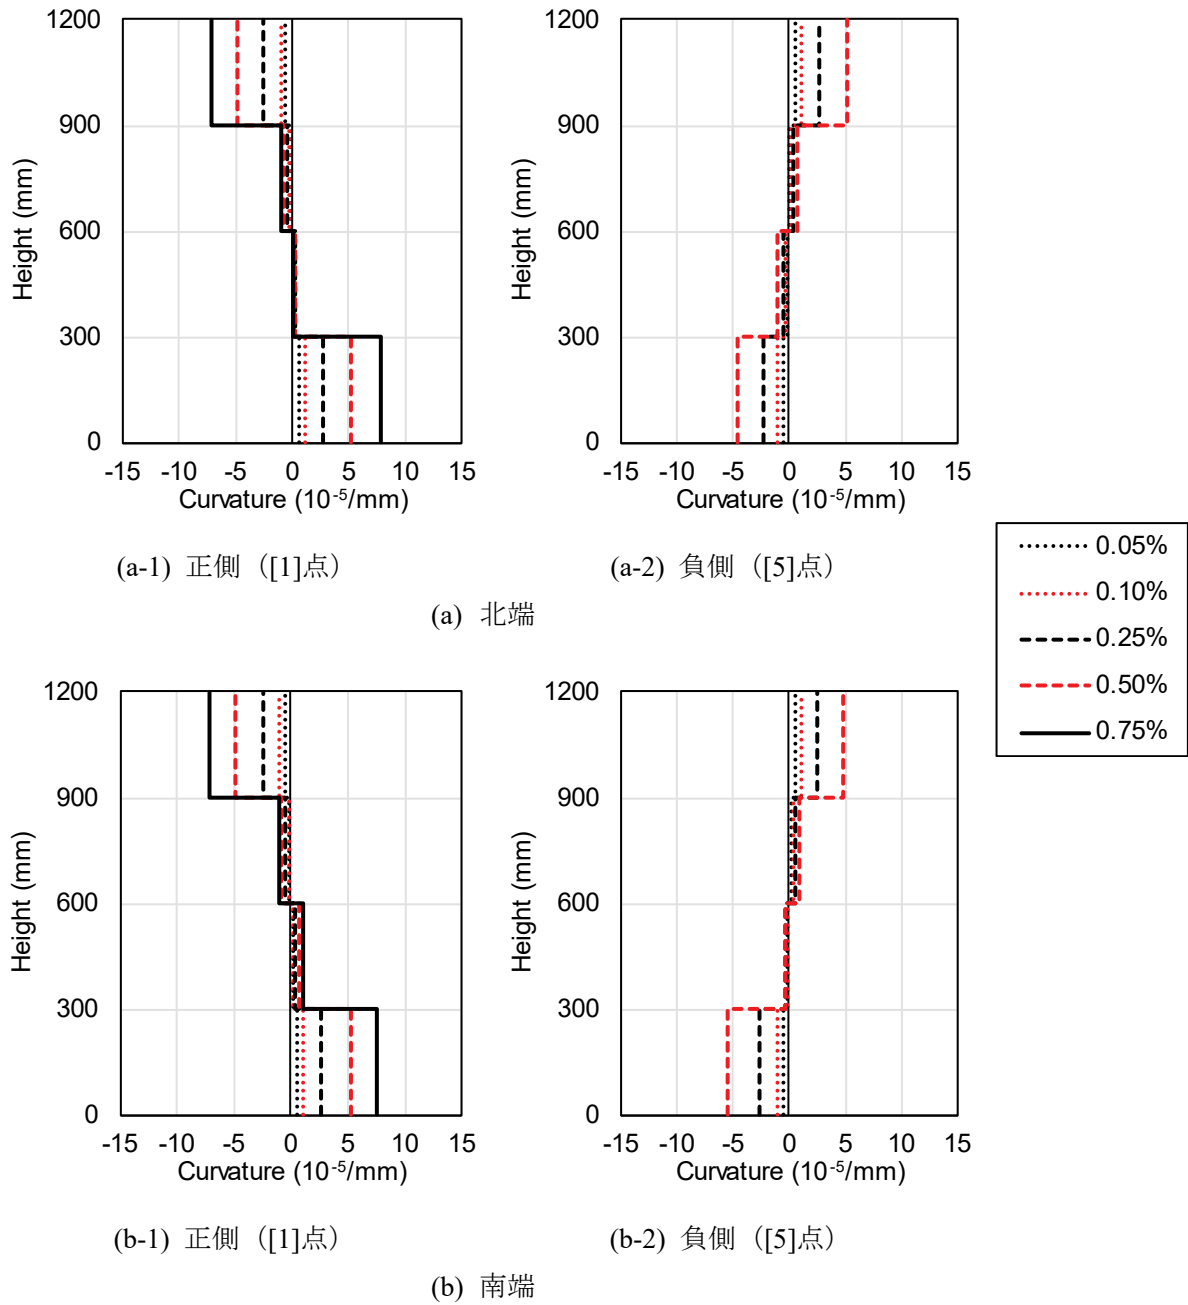 1200
900
600
300
0
Height (mm)
-15 -10 -5 0 5 10 15
Curvature (10-5/mm)
(a-1) 正側（[1]点）
1200
900
600
300
0
Height (mm)
-15 -10 -5 0 5 10 15
Curvature (10-5/mm)
(a-2) 負側（[5]点）
(a) 北端
0.05%
0.10%
0.25%
0.50%
0.75%
1200
900
600
300
0
Height (mm)
-15 -10 -5 0 5 10 15
Curvature (10-5/mm)
(b-1) 正側（[1]点）
1200
900
600
300
0
Height (mm)
-15 -10 -5 0 5 10 15
Curvature (10-5/mm)
(b-2) 負側（[5]点）
(b) 南端